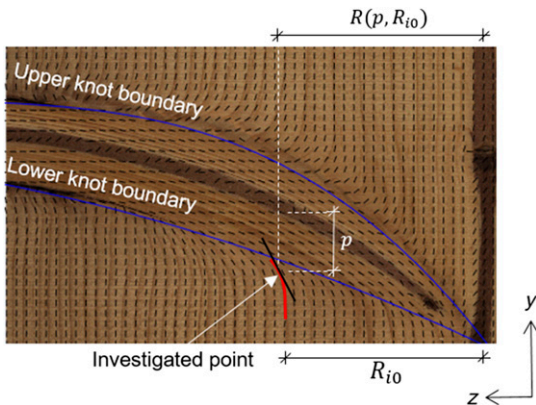 R(p, R_{i0})
Upper knot boundary
Lower knot boundary
p
Investigated point
R_{i0}
y
z